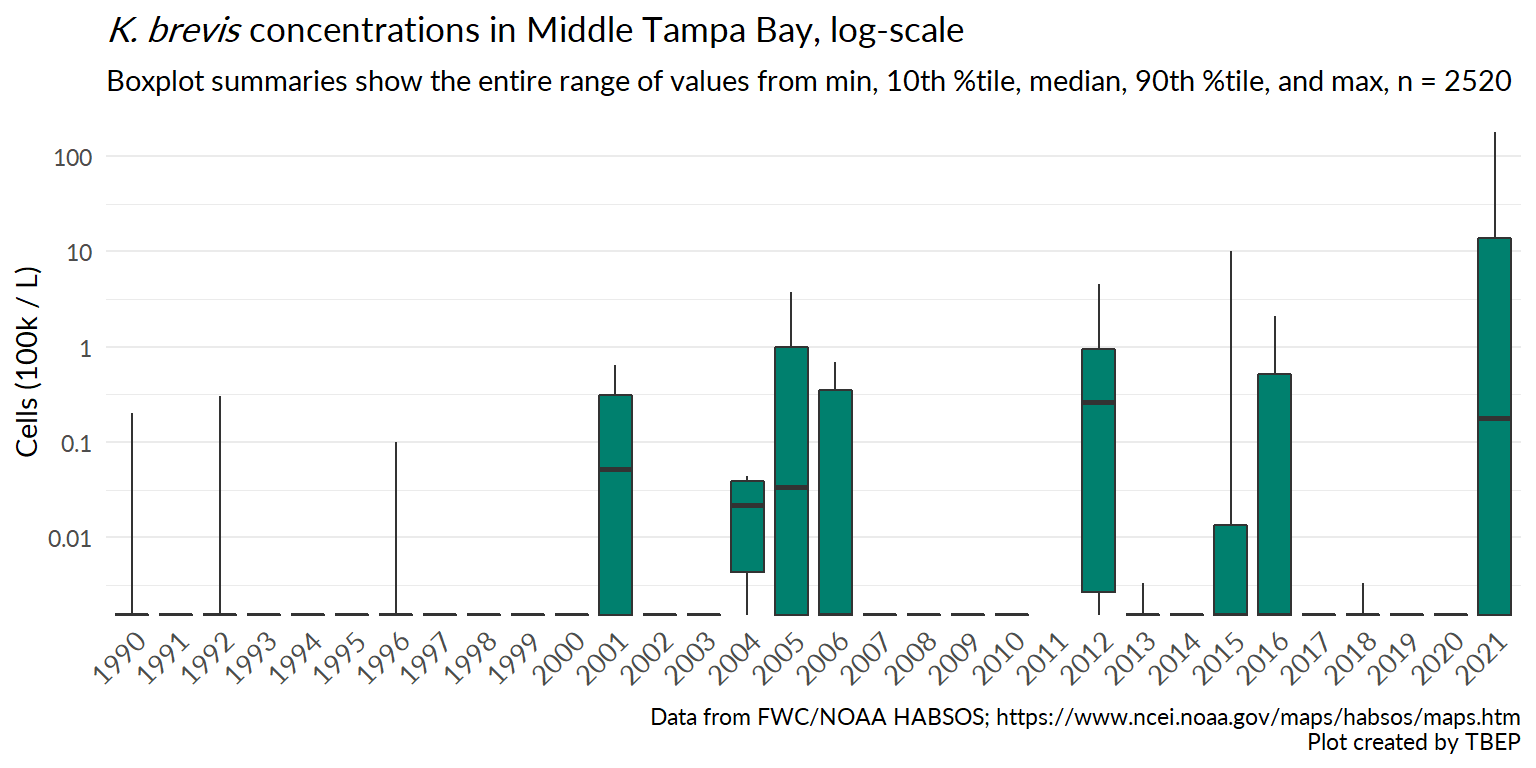 K. brevis concentrations in Middle Tampa Bay, log-scale
Boxplot summaries show the entire range of values from min, 10th %tile, median, 90th %tile, and max, n = 2520
Cells (100k / L)
100
10
1
0.1
0.01
1990 1991 1992 1993 1994 1995 1996 1997 1998 1999 2000 2001 2002 2003 2004 2005 2006 2007 2008 2009 2010 2011 2012 2013 2014 2015 2016 2017 2018 2019 2020 2021
Data from FWC/NOAA HABSOS; https://www.ncei.noaa.gov/maps/habsos/maps.htm
Plot created by TBEP